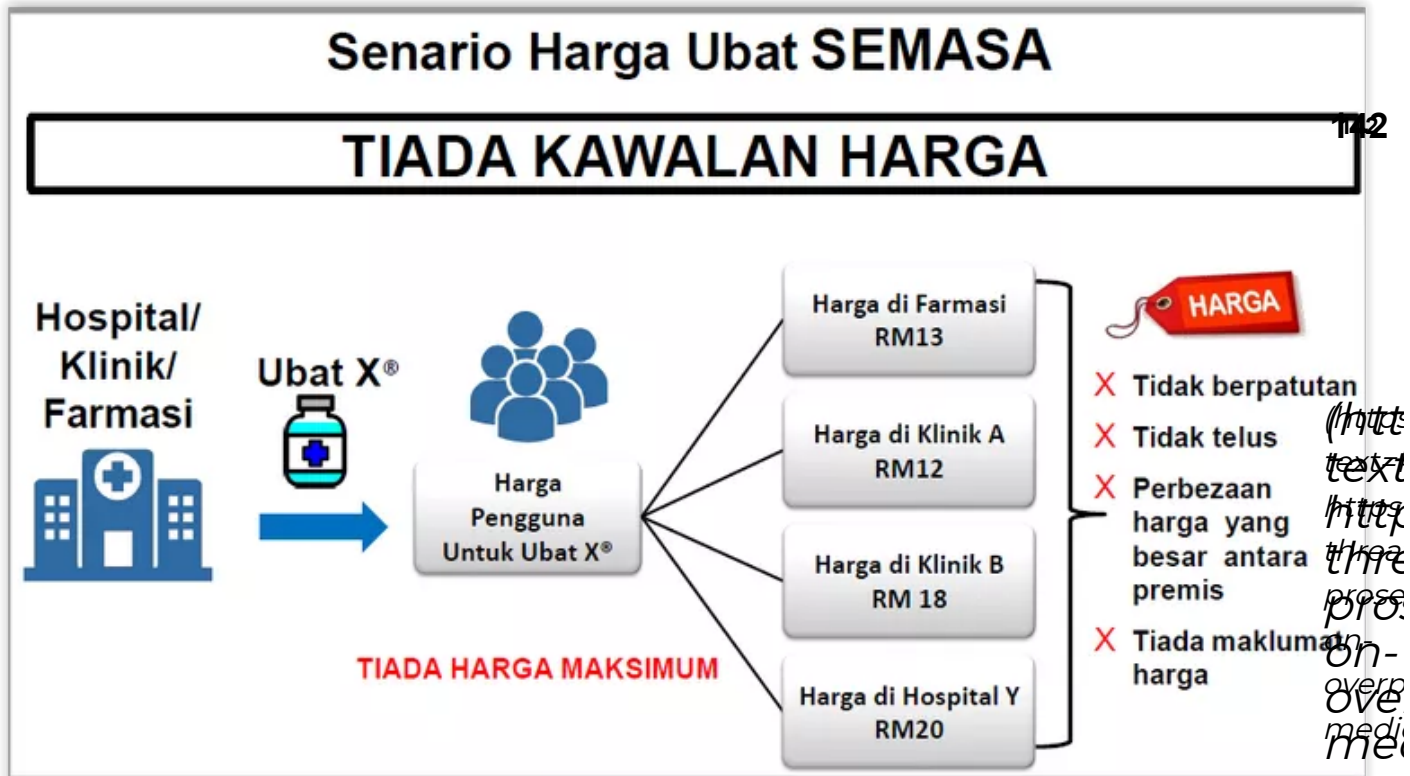 Senario Harga Ubat SEMASA
TIADA KAWALAN HARGA
142
Hospital/
Klinik/
Farmasi
Ubat X®
Harga
Pengguna
Untuk Ubat X®
TIADA HARGA MAKSIMUM
Harga di Farmasi
RM13
Harga di Klinik A
RM12
Harga di Klinik B
RM 18
Harga di Hospital Y
RM20
HARGA
X Tidak berpatutan
X Tidak telus
X Perbezaan
harga yang
besar antara
premis
X Tiada maklumat
harga
on-